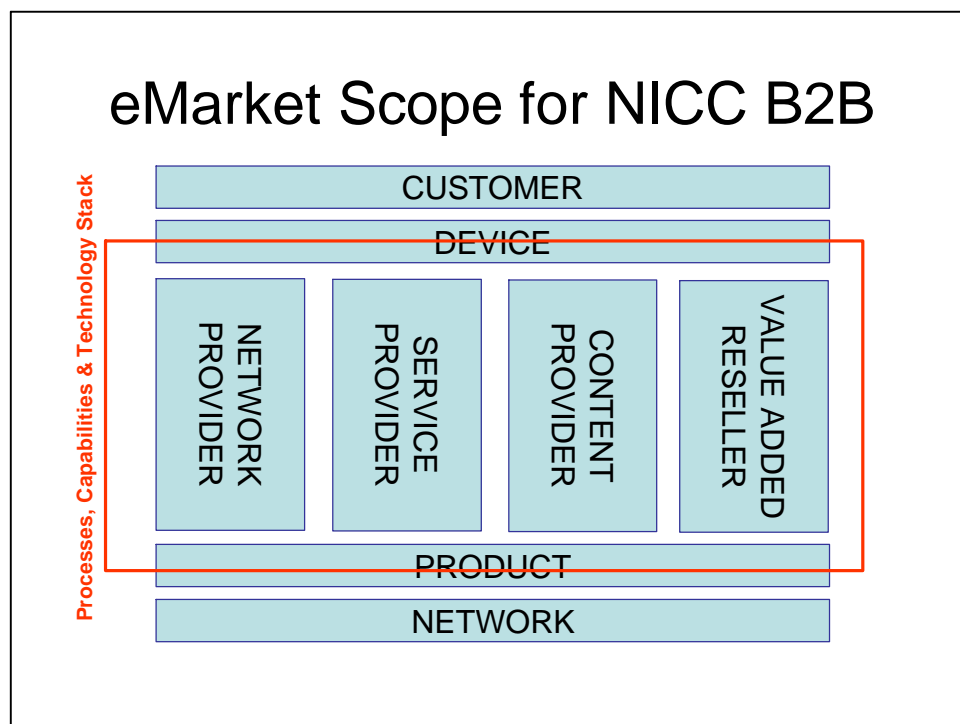 eMarket Scope for NICC B2B
Processes, Capabilities & Technology Stack
CUSTOMER
DEVICE
NETWORK
PROVIDER
SERVICE
PROVIDER
CONTENT
PROVIDER
VALUE ADDED
RESELLER
PRODUCT
NETWORK